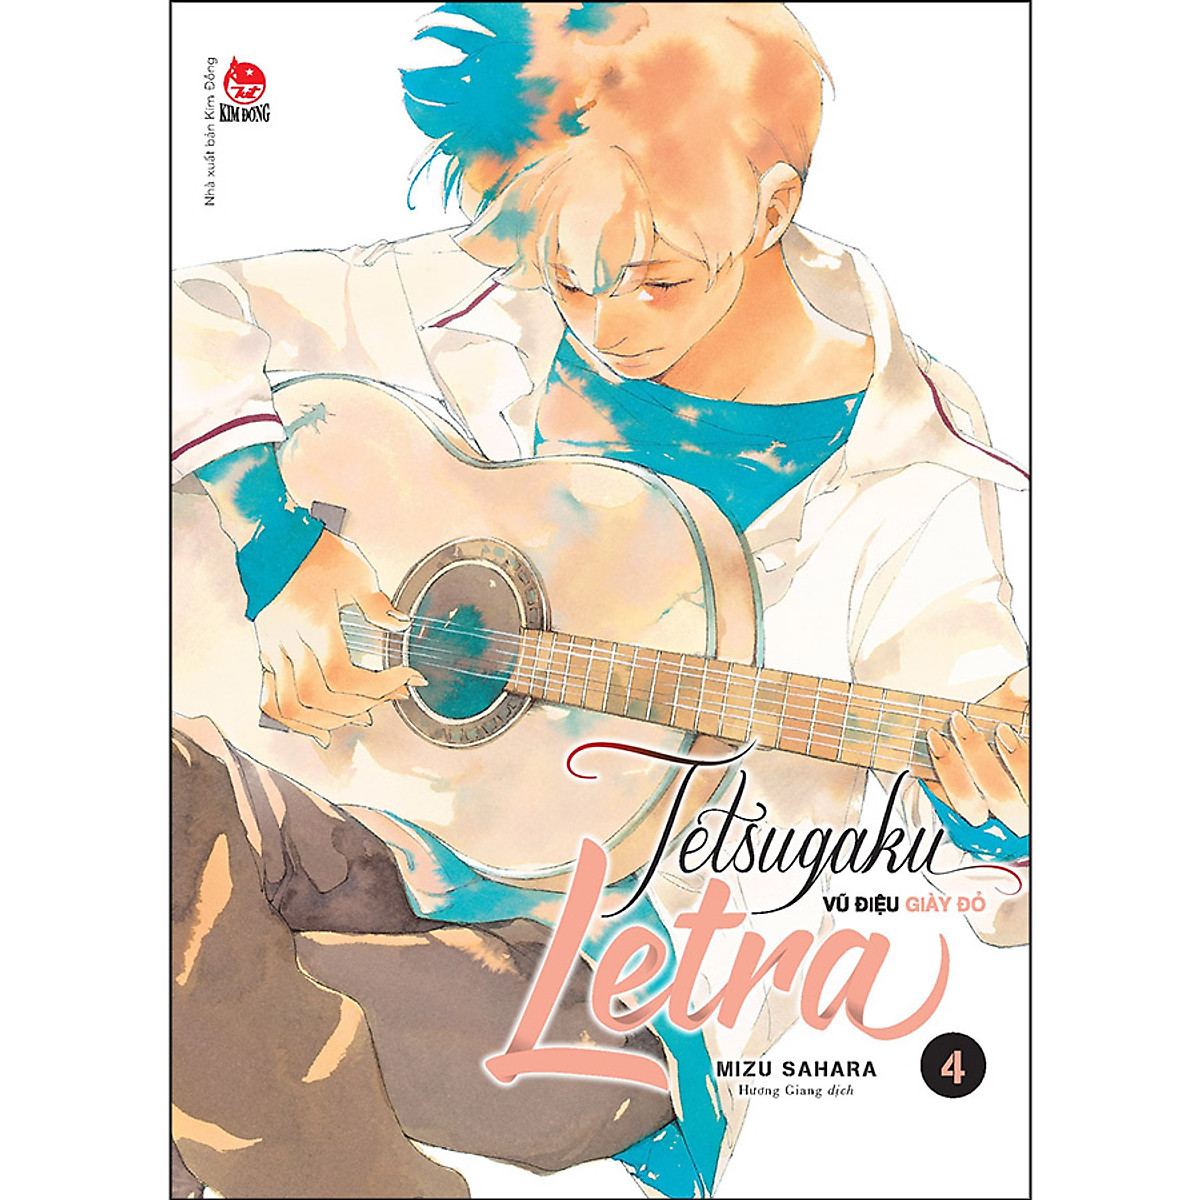 Nhà xuất bản Kim Đồng
KIM ĐỒNG
Tetsugaku
VŨ ĐIỆU GIÀY ĐỎ
Letra
MIZU SAHARA
Hương Giang dịch
4